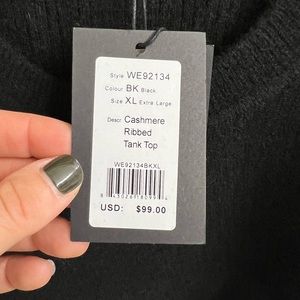 Style WE92134
Colour BK Black
Size XL Extra Large
Descr Cashmere
Ribbed
Tank Top
WE92134BKXL
USD: $99.00